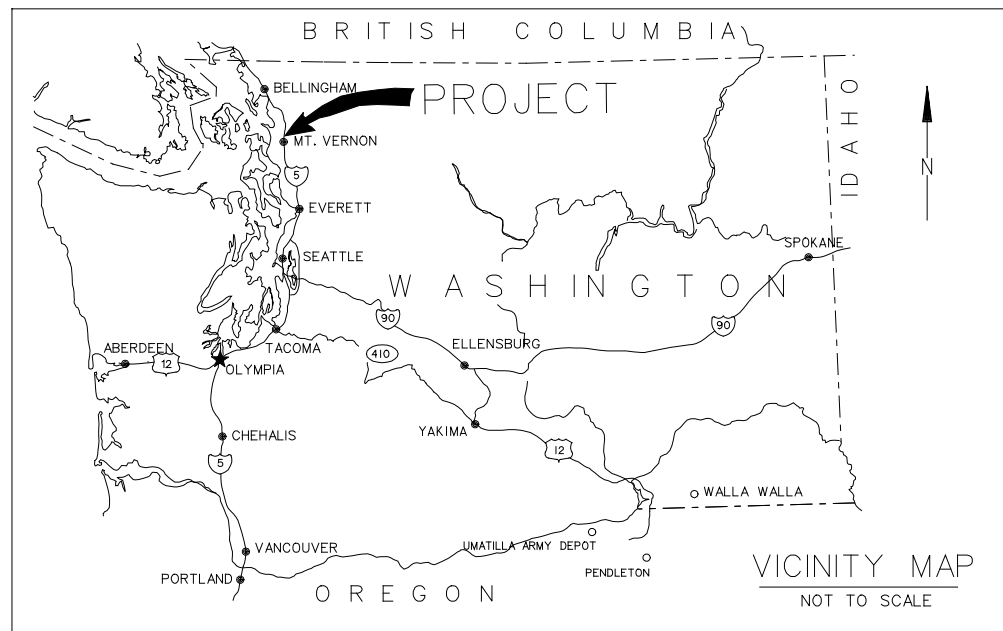 BRITISH COLUMBIA
BELLINGHAM
PROJECT
IDAHO
MT. VERNON
N
5
EVERETT
SPOKANE
SEATTLE
WASHINGTON
90
90
ABERDEEN
TACOMA
ELLENSBURG
410
12
OLYMPIA
CHEHALIS
YAKIMA
12
5
WALLA WALLA
VANCOUVER
UMATILLA ARMY DEPOT
PORTLAND
PENDLETON
OREGON
VICINITY MAP
NOT TO SCALE